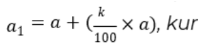 a₁ = a + (k/100 × a), kur